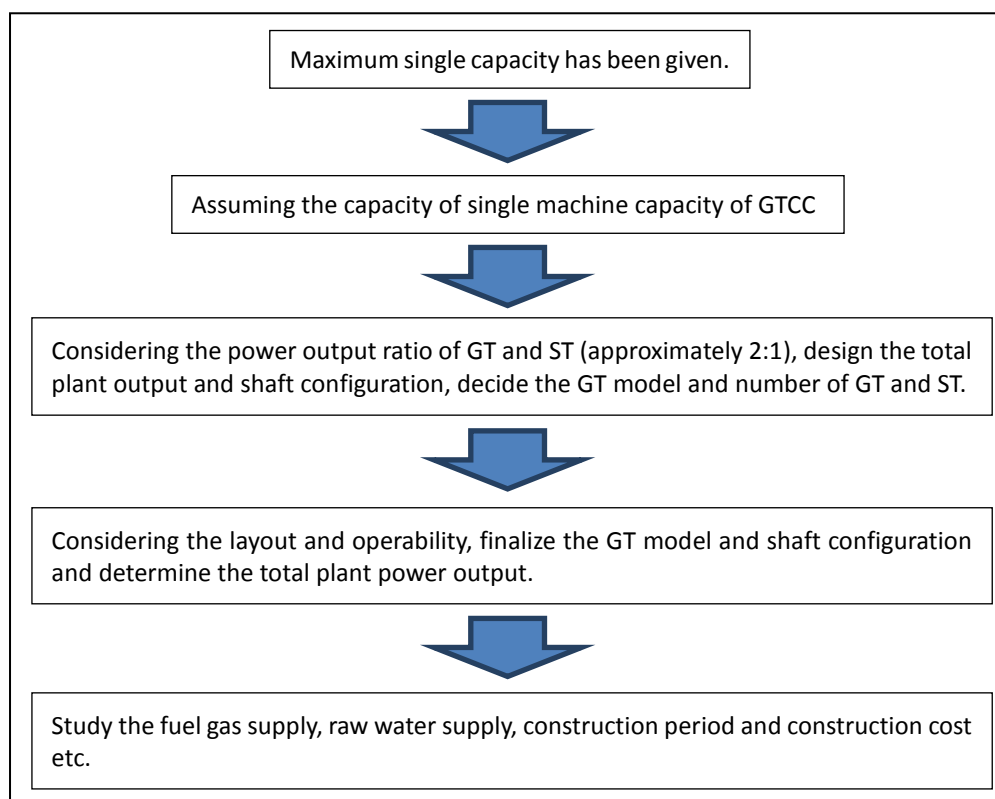 Maximum single capacity has been given.
Assuming the capacity of single machine capacity of GTCC
Considering the power output ratio of GT and ST (approximately 2:1), design the total
plant output and shaft configuration, decide the GT model and number of GT and ST.
Considering the layout and operability, finalize the GT model and shaft configuration
and determine the total plant power output.
Study the fuel gas supply, raw water supply, construction period and construction cost
etc.